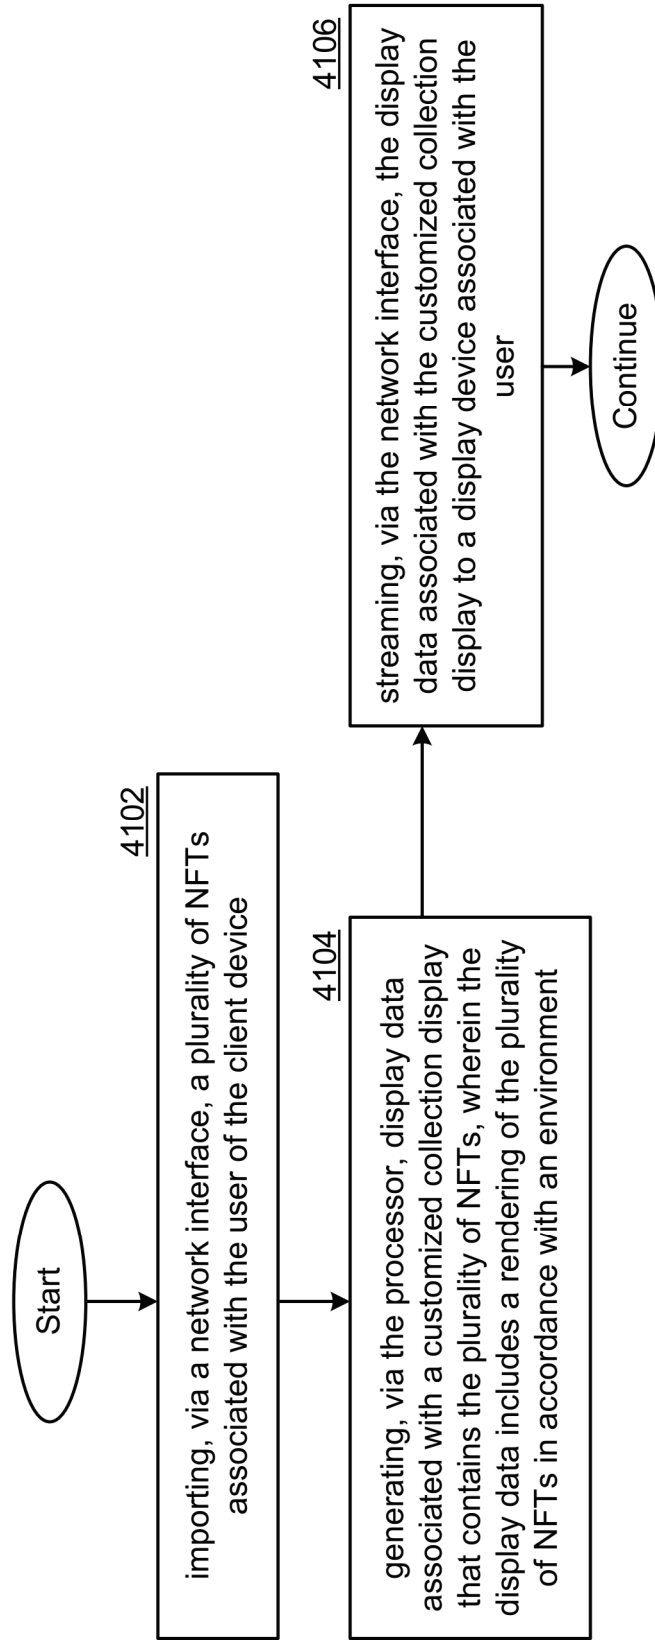 Start
4102
importing, via a network interface, a plurality of NFTs
associated with the user of the client device
4104
generating, via the processor, display data
associated with a customized collection display
that contains the plurality of NFTs, wherein the
display data includes a rendering of the plurality
of NFTs in accordance with an environment
4106
streaming, via the network interface, the display
data associated with the customized collection
display to a display device associated with the
user
Continue